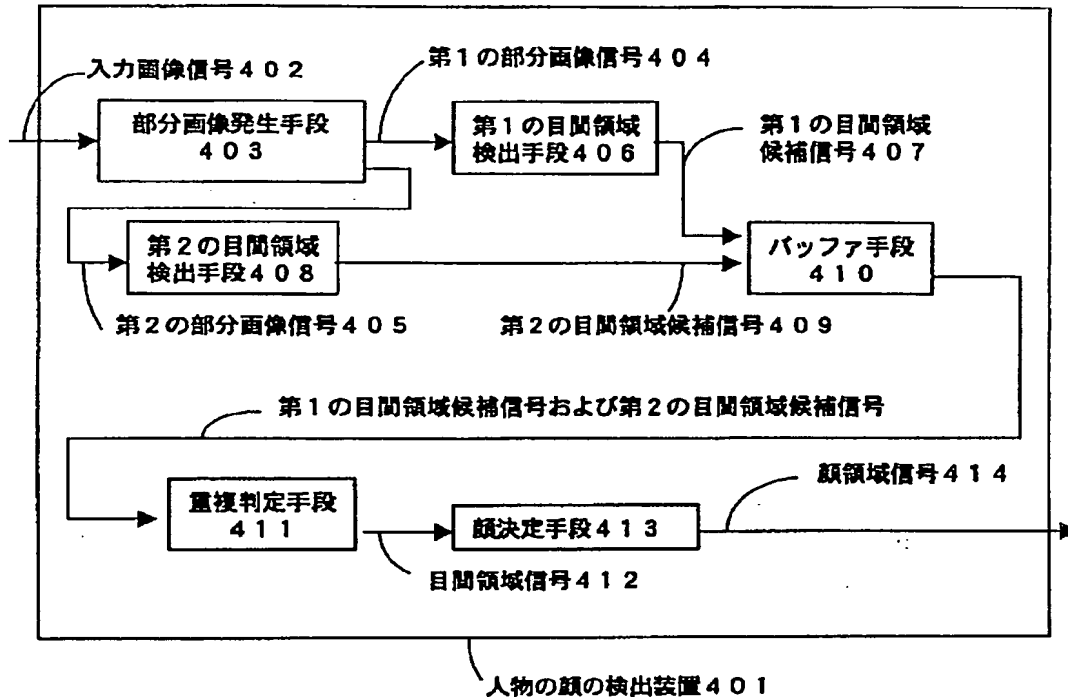 入力画像信号402
第1の部分画像信号404
部分画像発生手段
403
第1の目間領域
検出手段406
第1の目間領域
候補信号407
第2の目間領域
検出手段408
バッファ手段
410
第2の部分画像信号405
第2の目間領域候補信号409
第1の目間領域候補信号および第2の目間領域候補信号
顔領域信号414
重複判定手段
411
顔決定手段413
目間領域信号412
人物の顔の検出装置401